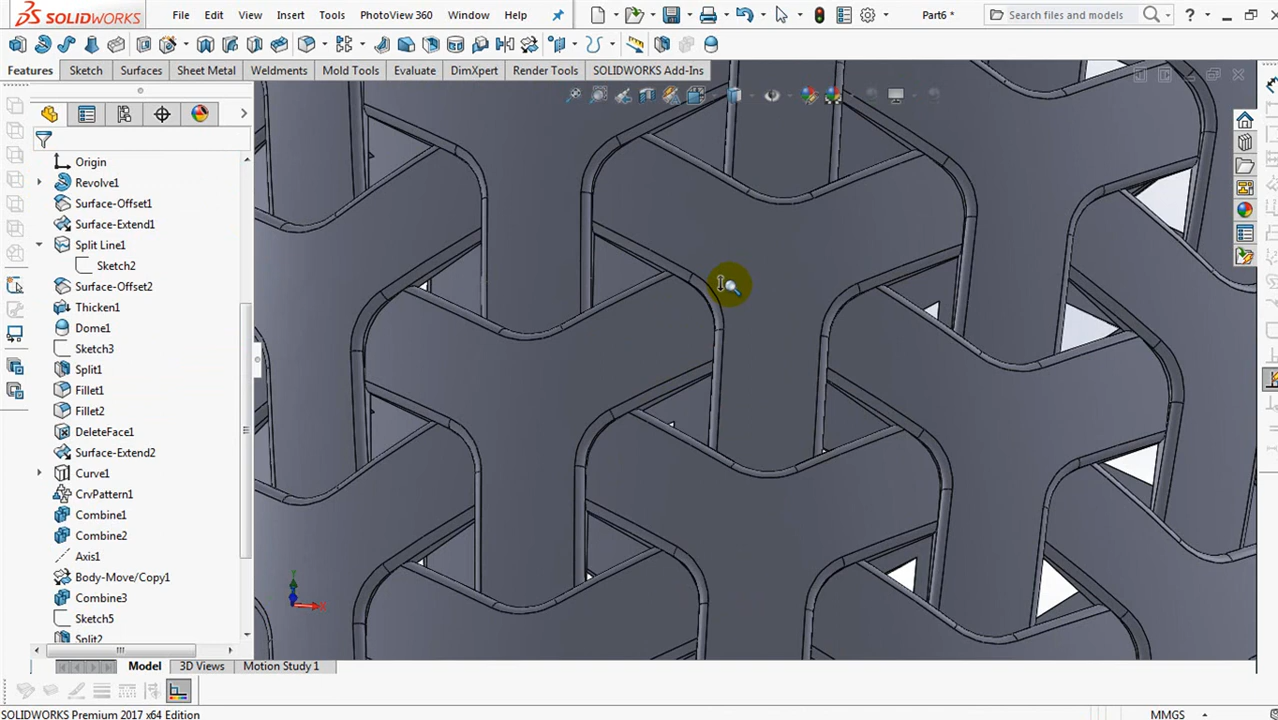 SOLIDWORKS File Edit View Insert Tools PhotoView 360 Window Help Part6 * Search files and models
Features Sketch Surfaces Sheet Metal Weldments Mold Tools Evaluate DimXpert Render Tools SOLIDWORKS Add-Ins
Origin
Revolve1
Surface-Offset1
Surface-Extend1
Split Line1
Sketch2
Surface-Offset2
Thicken1
Dome1
Sketch3
Split1
Fillet1
Fillet2
DeleteFace1
Surface-Extend2
Curve1
CrvPattern1
Combine1
Combine2
Axis1
Body-Move/Copy1
Combine3
Sketch5
Split2
Model 3D Views Motion Study 1
SOLIDWORKS Premium 2017 x64 Edition MMGS